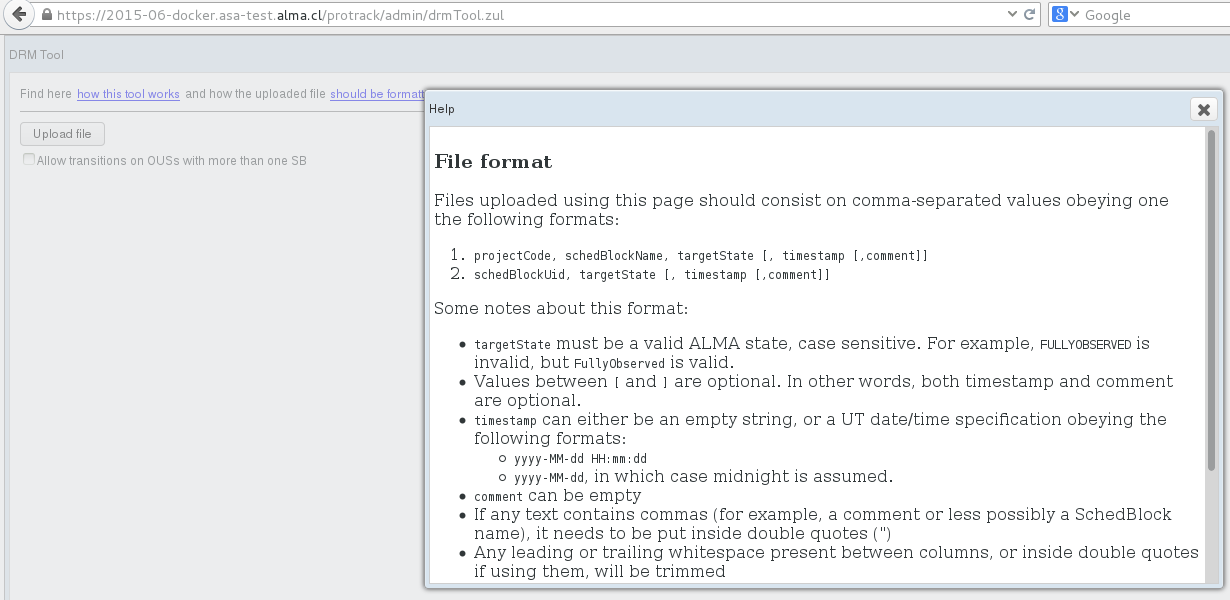 https://2015-06-docker.asa-test.alma.cl/protrack/admin/drmTool.zul
Google
DRM Tool
Find here how this tool works and how the uploaded file should be formatt
Upload file
Allow transitions on OUSs with more than one SB
Help
File format
Files uploaded using this page should consist on comma-separated values obeying one
the following formats:
1. projectCode, schedBlockName, targetState [, timestamp [,comment]]
2. schedBlockUid, targetState [, timestamp [,comment]]
Some notes about this format:
• targetState must be a valid ALMA state, case sensitive. For example, FULLYOBSERVED is
invalid, but FullyObserved is valid.
• Values between [ and ] are optional. In other words, both timestamp and comment
are optional.
• timestamp can either be an empty string, or a UT date/time specification obeying the
following formats:
◦ yyyy-MM-dd HH:mm:dd
◦ yyyy-MM-dd, in which case midnight is assumed.
• comment can be empty
• If any text contains commas (for example, a comment or less possibly a SchedBlock
name), it needs to be put inside double quotes (")
• Any leading or trailing whitespace present between columns, or inside double quotes
if using them, will be trimmed